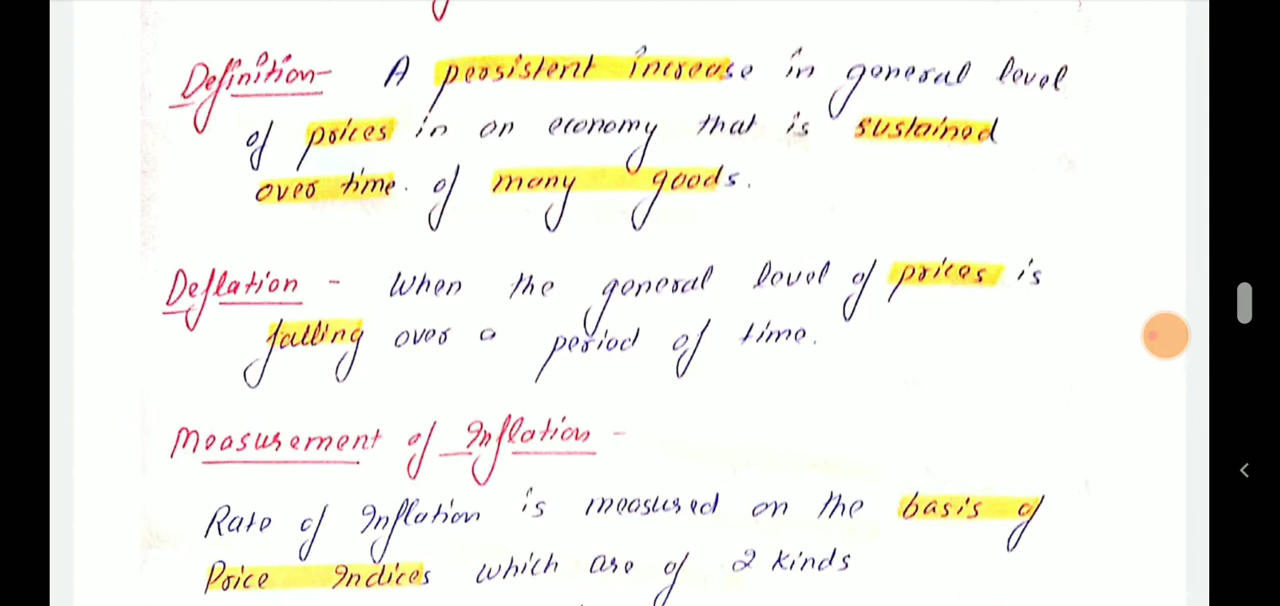 Definition- A persistent increase in general level
of prices in an economy that is sustained
over time. of many goods.
Deflation - When the general level of prices is
falling over a period of time.
Measurement of Inflation -
Rate of Inflation is measured on the basis of
Price Indices which are of 2 kinds